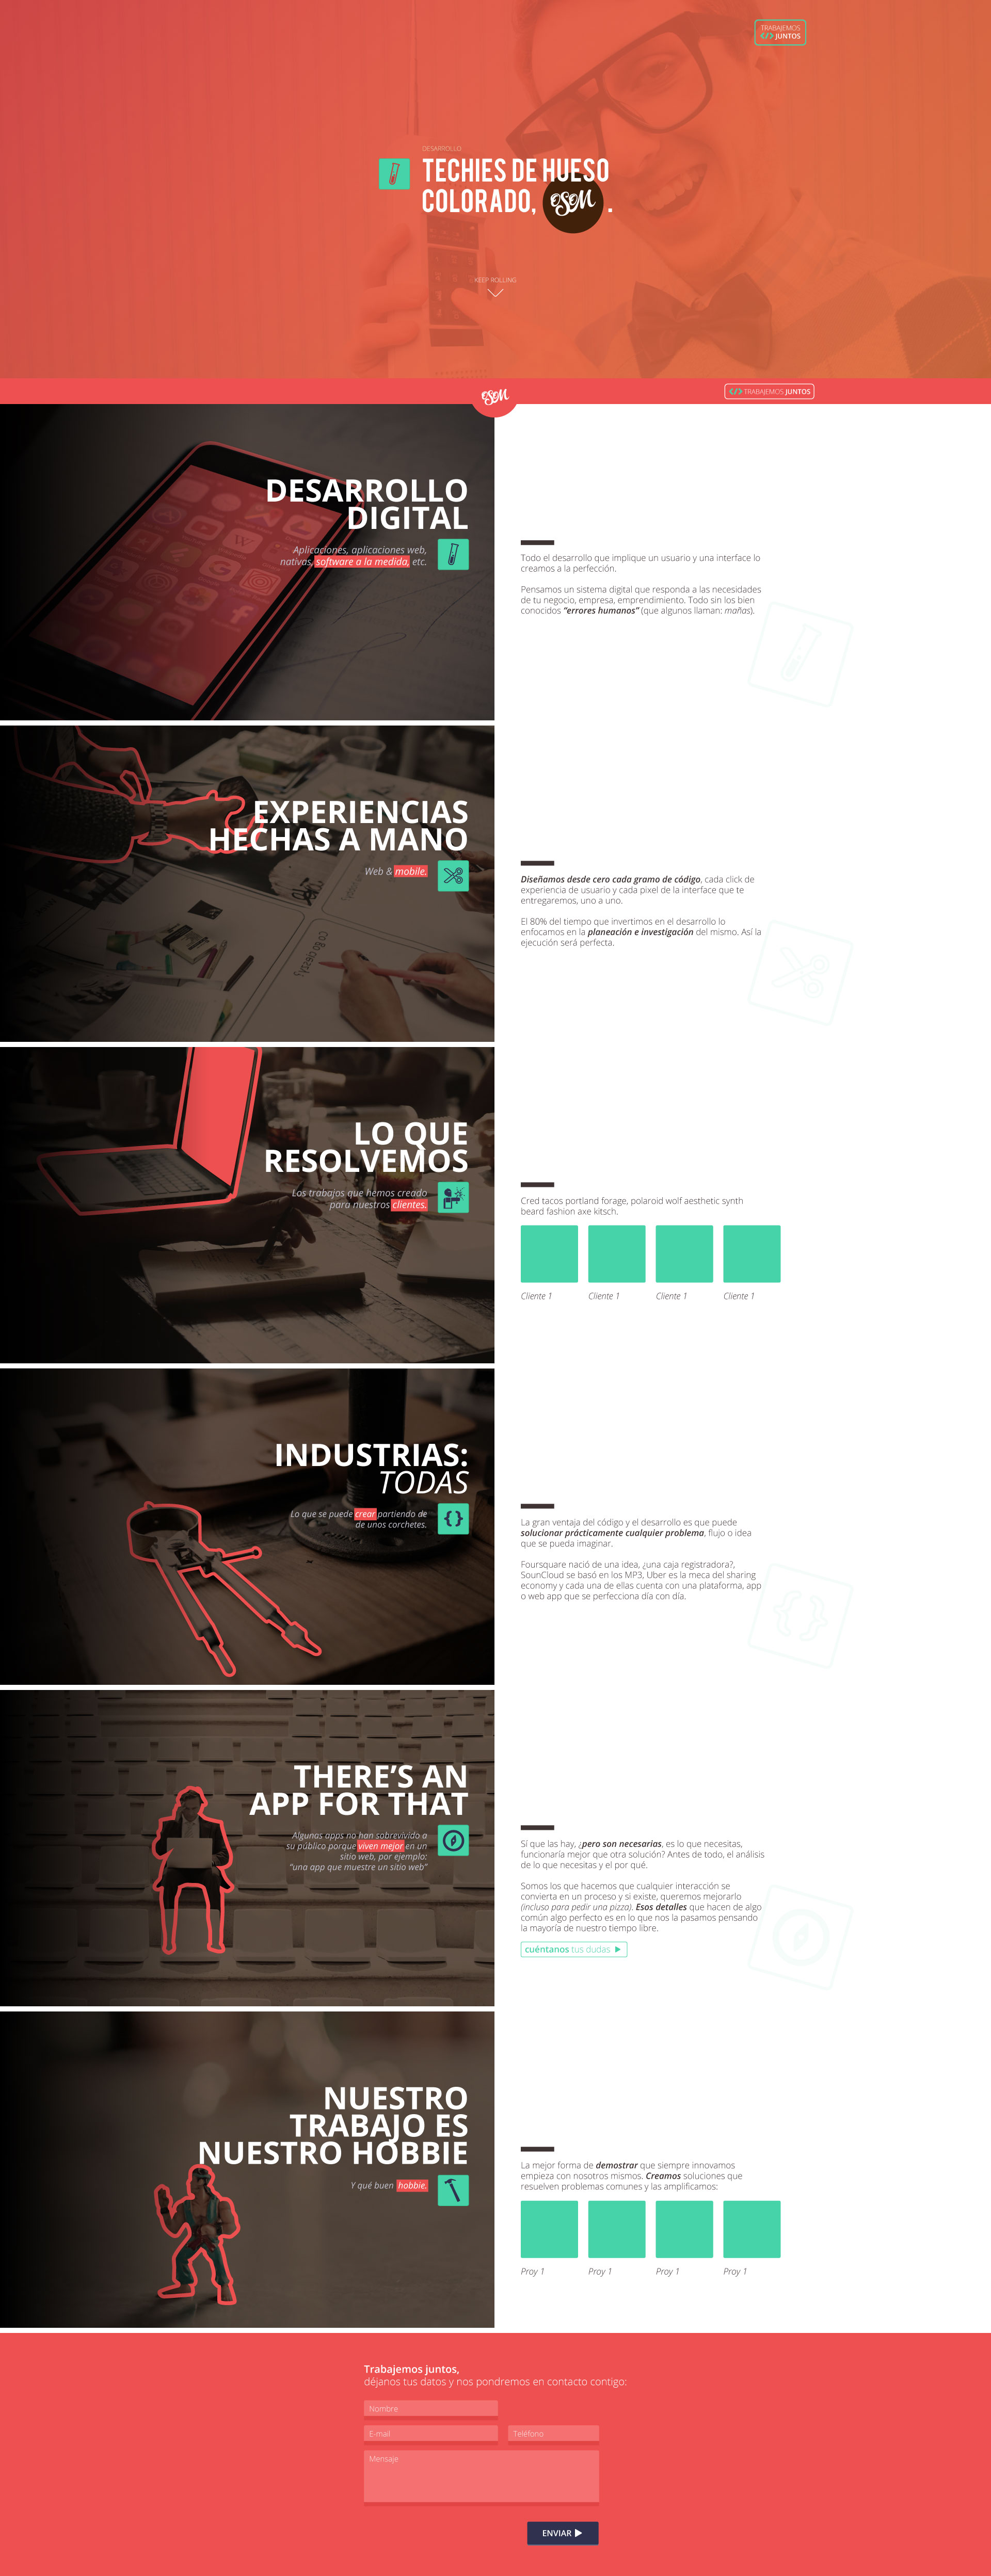 TRABAJEMOS
</> JUNTOS
DESARROLLO
TECHIES DE HUESO
COLORADO, OSOM .
KEEP ROLLING
OSOM
</> TRABAJEMOS JUNTOS
DESARROLLO
DIGITAL
Aplicaciones, aplicaciones web,
nativas, software a la medida, etc.
Todo el desarrollo que implique un usuario y una interface lo
creamos a la perfección.
Pensamos un sistema digital que responda a las necesidades
de tu negocio, empresa, emprendimiento. Todo sin los bien
conocidos “errores humanos” (que algunos llaman: mañas).
EXPERIENCIAS
HECHAS A MANO
Web & mobile.
Diseñamos desde cero cada gramo de código, cada click de
experiencia de usuario y cada pixel de la interface que te
entregaremos, uno a uno.
El 80% del tiempo que invertimos en el desarrollo lo
enfocamos en la planeación e investigación del mismo. Así la
ejecución será perfecta.
LO QUE
RESOLVEMOS
Los trabajos que hemos creado
para nuestros clientes.
Cred tacos portland forage, polaroid wolf aesthetic synth
beard fashion axe kitsch.
Cliente 1 Cliente 1 Cliente 1 Cliente 1
INDUSTRIAS:
TODAS
Lo que se puede crear partiendo de
de unos corchetes.
{ }
La gran ventaja del código y el desarrollo es que puede
solucionar prácticamente cualquier problema, flujo o idea
que se pueda imaginar.
Foursquare nació de una idea, ¿una caja registradora?,
SounCloud se basó en los MP3, Uber es la meca del sharing
economy y cada una de ellas cuenta con una plataforma, app
o web app que se perfecciona día con día.
{ }
THERE’S AN
APP FOR THAT
Algunas apps no han sobrevivido a
su público porque viven mejor en un
sitio web, por ejemplo:
“una app que muestre un sitio web”
Sí que las hay, ¿pero son necesarias, es lo que necesitas,
funcionaría mejor que otra solución? Antes de todo, el análisis
de lo que necesitas y el por qué.
Somos los que hacemos que cualquier interacción se
convierta en un proceso y si existe, queremos mejorarlo
(incluso para pedir una pizza). Esos detalles que hacen de algo
común algo perfecto es en lo que nos la pasamos pensando
la mayoría de nuestro tiempo libre.
cuéntanos tus dudas
NUESTRO
TRABAJO ES
NUESTRO HOBBIE
Y qué buen hobbie.
La mejor forma de demostrar que siempre innovamos
empieza con nosotros mismos. Creamos soluciones que
resuelven problemas comunes y las amplificamos:
Proy 1 Proy 1 Proy 1 Proy 1
Trabajemos juntos,
déjanos tus datos y nos pondremos en contacto contigo:
Nombre
E-mail Teléfono
Mensaje
ENVIAR